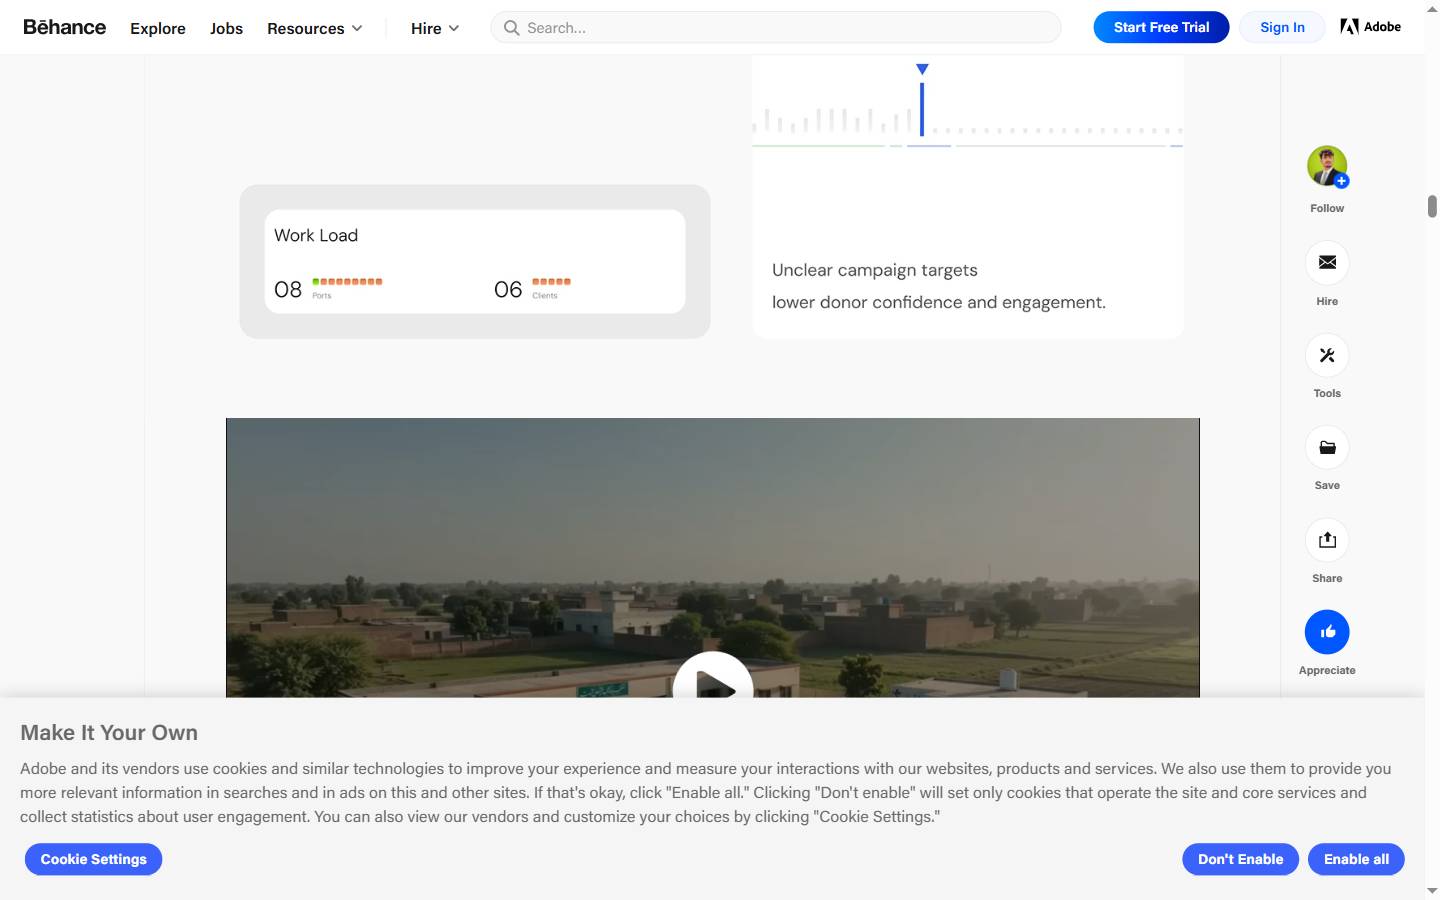 Bēhance
Explore
Jobs
Resources
Hire
Search...
Start Free Trial
Sign In
Adobe
Work Load
08
Ports
06
Clients
Unclear campaign targets
lower donor confidence and engagement.
Follow
Hire
Tools
Save
Share
Appreciate
Make It Your Own
Adobe and its vendors use cookies and similar technologies to improve your experience and measure your interactions with our websites, products and services. We also use them to provide you
more relevant information in searches and in ads on this and other sites. If that's okay, click "Enable all." Clicking "Don't enable" will set only cookies that operate the site and core services and
collect statistics about user engagement. You can also view our vendors and customize your choices by clicking "Cookie Settings."
Cookie Settings
Don't Enable
Enable all